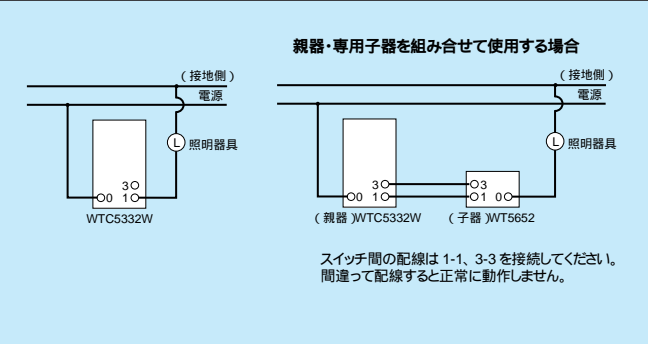 親器・専用子器を組み合せて使用する場合
(接地側)
電源
L 照明器具
3
0 1
WTC5332W
(接地側)
電源
L 照明器具
3 3
0 1 1 0
(親器)WTC5332W (子器)WT5652
スイッチ間の配線は 1-1、3-3 を接続してください。
間違って配線すると正常に動作しません。